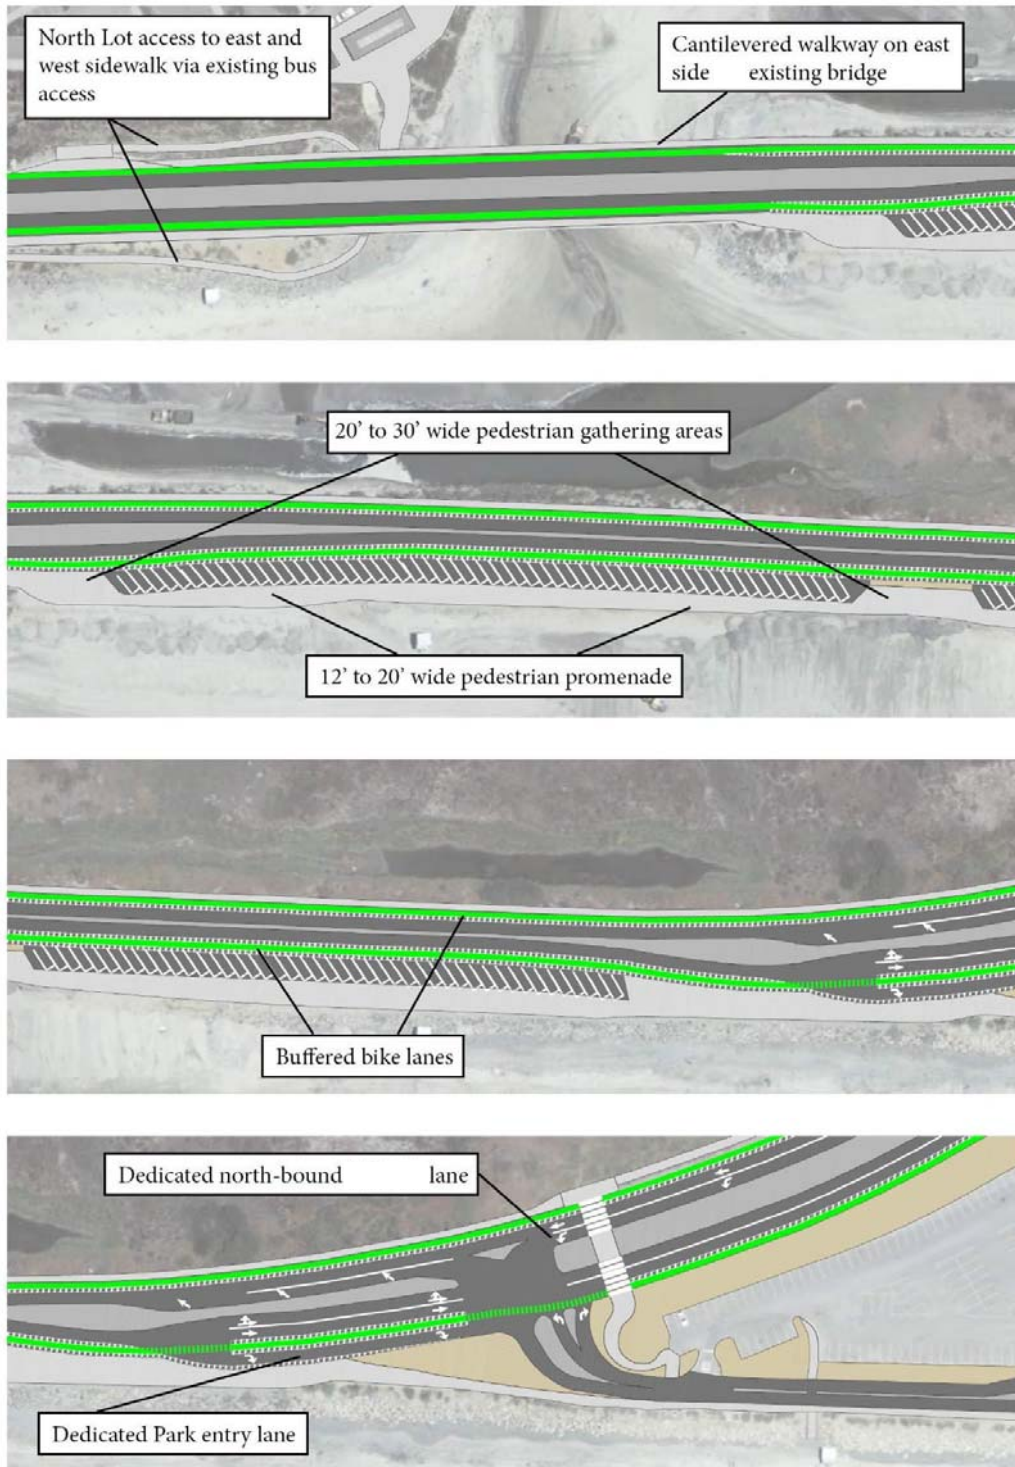 North Lot access to east and
west sidewalk via existing bus
access
Cantilevered walkway on east
side existing bridge
20’ to 30’ wide pedestrian gathering areas
12’ to 20’ wide pedestrian promenade
Buffered bike lanes
Dedicated north-bound lane
Dedicated Park entry lane